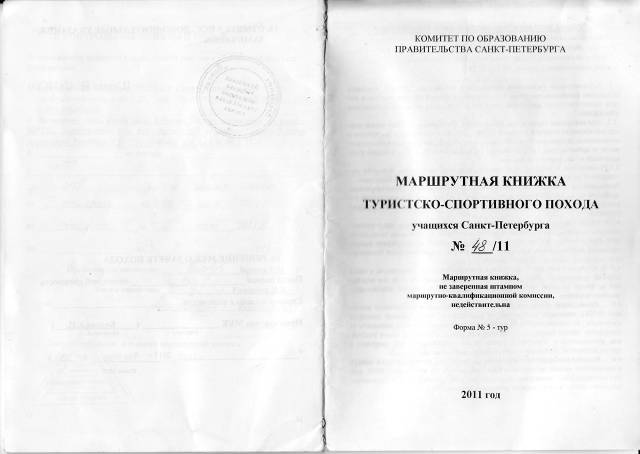 КОМИТЕТ ПО ОБРАЗОВАНИЮ
ПРАВИТЕЛЬСТВА САНКТ-ПЕТЕРБУРГА
МАРШРУТНАЯ КНИЖКА
ТУРИСТСКО-СПОРТИВНОГО ПОХОДА
учащихся Санкт-Петербурга
№ 48 /11
Маршрутная книжка,
не заверенная штампом
маршрутно-квалификационной комиссии,
недействительна
Форма № 5 - тур
2011 год